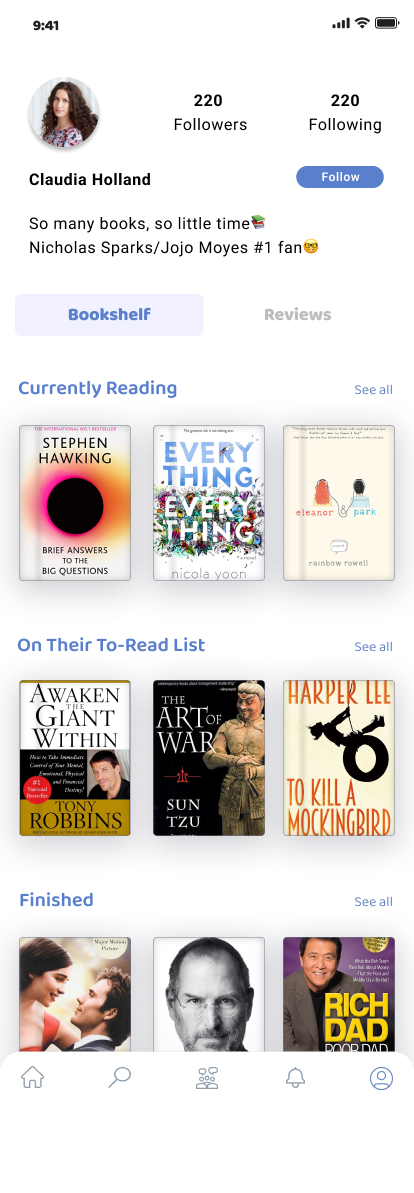 9:41
220
220
Followers
Following
Claudia Holland
Follow
So many books, so little time📚
Nicholas Sparks/Jojo Moyes #1 fan🤓
Bookshelf
Reviews
Currently Reading
See all
THE INTERNATIONAL NO.1 BESTSELLER
STEPHEN
HAWKING
BRIEF ANSWERS
TO THE
BIG QUESTIONS
The greatest risk is not taking one.
EVERY
THING,
EVERY
THING
a novel
nicola yoon
eleanor & park
rainbow rowell
On Their To-Read List
See all
AWAKEN
THE
GIANT
WITHIN
How to Take Immediate
Control of Your Mental,
Emotional, Physical
and Financial
Destiny!
#1
National
Bestseller
TONY
ROBBINS
THE
ART OF
WAR
SUN
TZU
HARPER LEE
TO KILL A
MOCKINGBIRD
Finished
See all
Major Motion
Picture
What the Rich Teach
Their Kids About Money
—That the Poor and
Middle Class Do Not!
RICH
DAD
POOR DAD